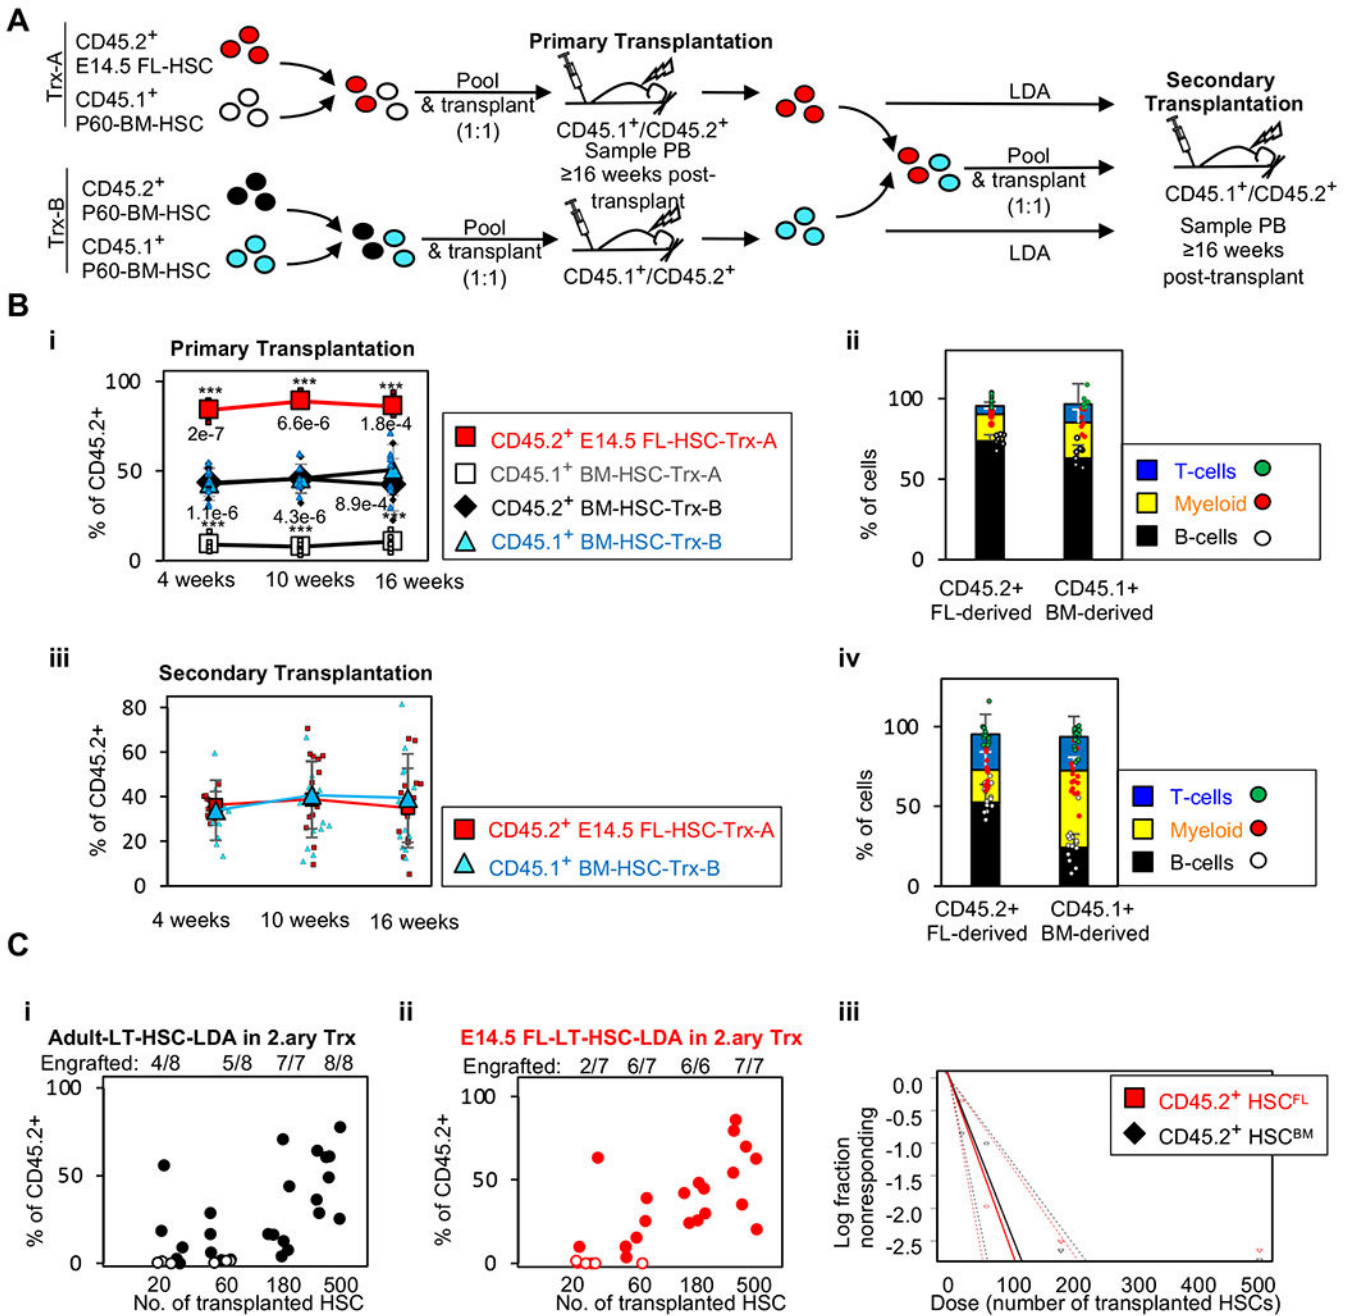 A
Trx-A
CD45.2+
E14.5 FL-HSC
CD45.1+
P60-BM-HSC
Pool
& transplant
(1:1)
Primary Transplantation
CD45.1+/CD45.2+
Sample PB
≥16 weeks post-
transplant
LDA
Pool
& transplant
(1:1)
LDA
Secondary
Transplantation
CD45.1+/CD45.2+
Sample PB
≥16 weeks
post-transplant
Trx-B
CD45.2+
P60-BM-HSC
CD45.1+
P60-BM-HSC
Pool
& transplant
(1:1)
CD45.1+/CD45.2+
B
i
Primary Transplantation
% of CD45.2+
100
50
0
***
***
***
2e-7
6.6e-6
1.8e-4
1.1e-6
4.3e-6
8.9e-4
***
***
***
4 weeks
10 weeks
16 weeks
CD45.2+ E14.5 FL-HSC-Trx-A
CD45.1+ BM-HSC-Trx-A
CD45.2+ BM-HSC-Trx-B
CD45.1+ BM-HSC-Trx-B
ii
% of cells
100
50
0
CD45.2+
FL-derived
CD45.1+
BM-derived
T-cells
Myeloid
B-cells
iii
Secondary Transplantation
% of CD45.2+
80
60
40
20
0
4 weeks
10 weeks
16 weeks
CD45.2+ E14.5 FL-HSC-Trx-A
CD45.1+ BM-HSC-Trx-B
iv
% of cells
100
50
0
CD45.2+
FL-derived
CD45.1+
BM-derived
T-cells
Myeloid
B-cells
C
i
Adult-LT-HSC-LDA in 2.ary Trx
Engrafted: 4/8 5/8 7/7 8/8
% of CD45.2+
100
50
0
20 60 180 500
No. of transplanted HSC
ii
E14.5 FL-LT-HSC-LDA in 2.ary Trx
Engrafted: 2/7 6/7 6/6 7/7
% of CD45.2+
100
50
0
20 60 180 500
No. of transplanted HSC
iii
Log fraction
nonresponding
0.0
-0.5
-1.0
-1.5
-2.0
-2.5
CD45.2+ HSCFL
CD45.2+ HSCBM
0 100 200 300 400 500
Dose (number of transplanted HSCs)